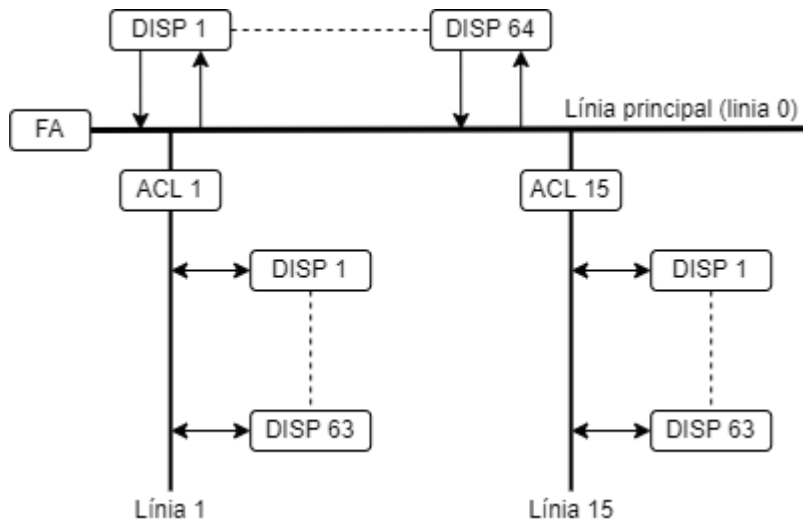 DISP 1
DISP 64
Línia principal (linia 0)
FA
ACL 1
ACL 15
DISP 1
DISP 1
DISP 63
DISP 63
Línia 1
Línia 15